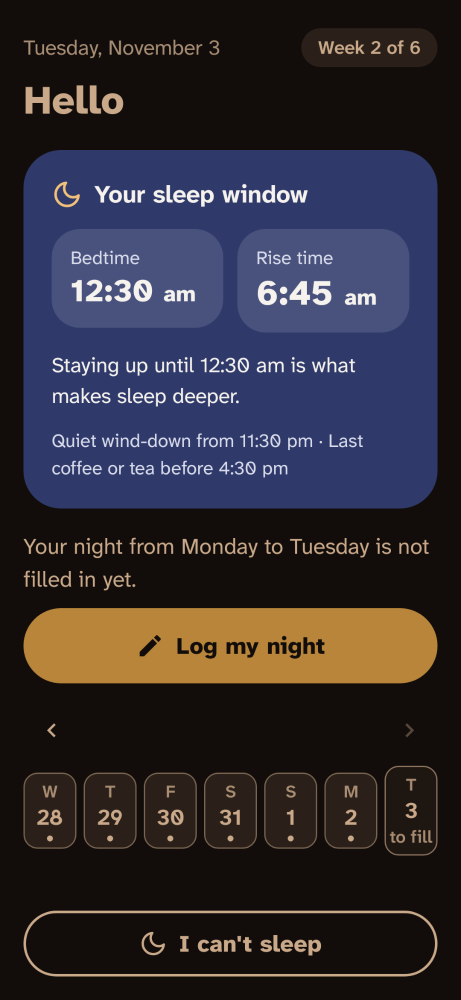 Tuesday, November 3
Week 2 of 6
Hello
Your sleep window
Bedtime
12:30 am
Rise time
6:45 am
Staying up until 12:30 am is what
makes sleep deeper.
Quiet wind-down from 11:30 pm · Last
coffee or tea before 4:30 pm
Your night from Monday to Tuesday is not
filled in yet.
Log my night
W
28
T
29
F
30
S
31
S
1
M
2
T
3
to fill
I can't sleep